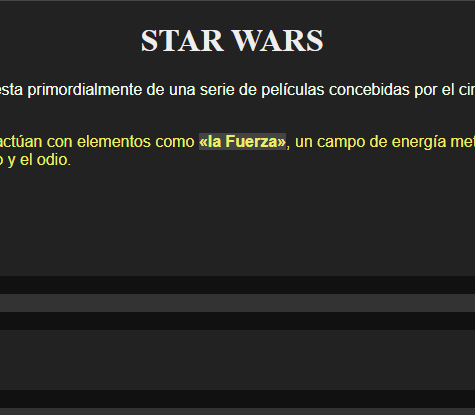 STAR WARS
esta primordialmente de una serie de películas concebidas por el cin
actúan con elementos como «la Fuerza», un campo de energía met
o y el odio.